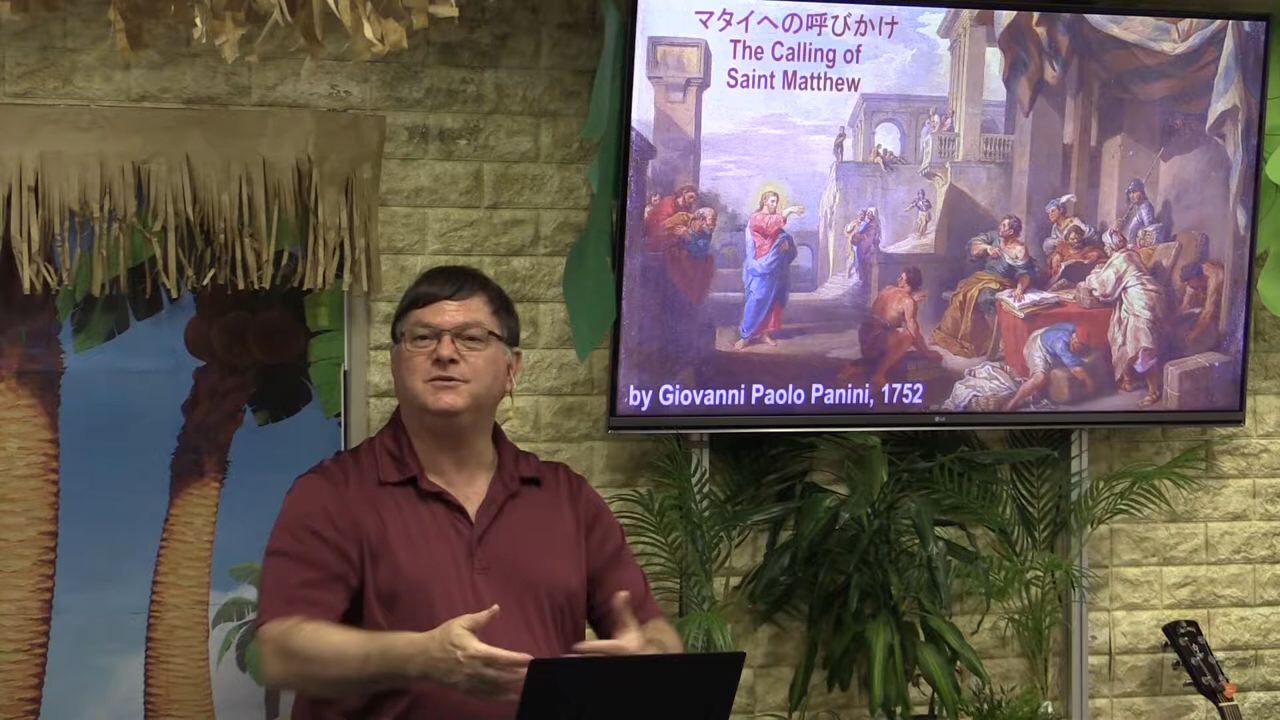 マタイへの呼びかけ
The Calling of
Saint Matthew
by Giovanni Paolo Panini, 1752
LG